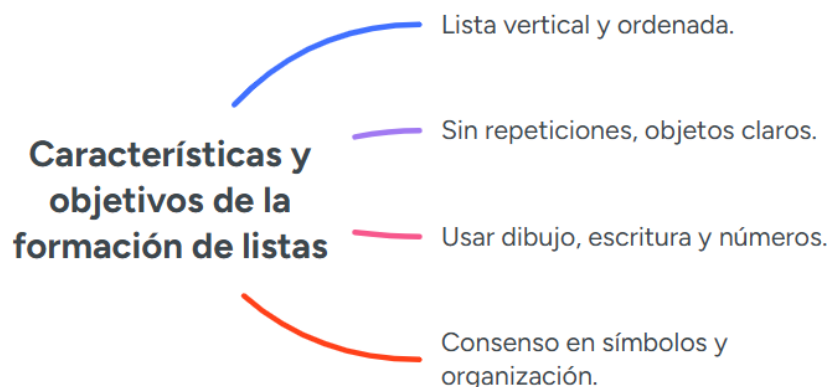 Características y
objetivos de la
formación de listas
Lista vertical y ordenada.
Sin repeticiones, objetos claros.
Usar dibujo, escritura y números.
Consenso en símbolos y
organización.